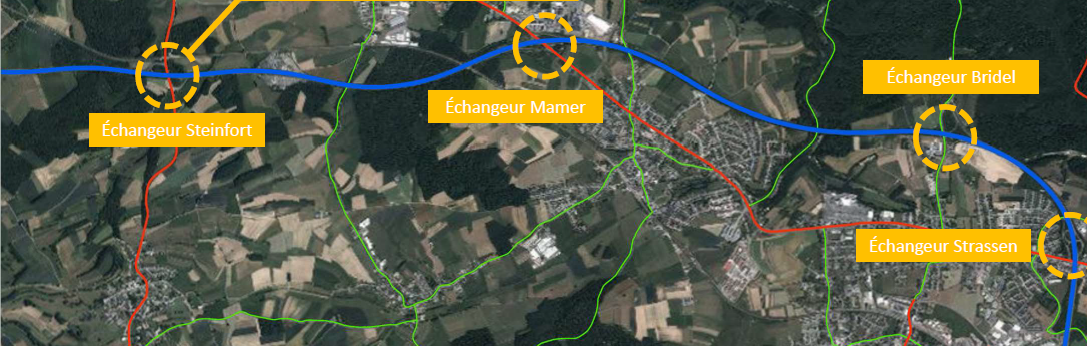 Échangeur Bridel
Échangeur Mamer
Échangeur Steinfort
Échangeur Strassen